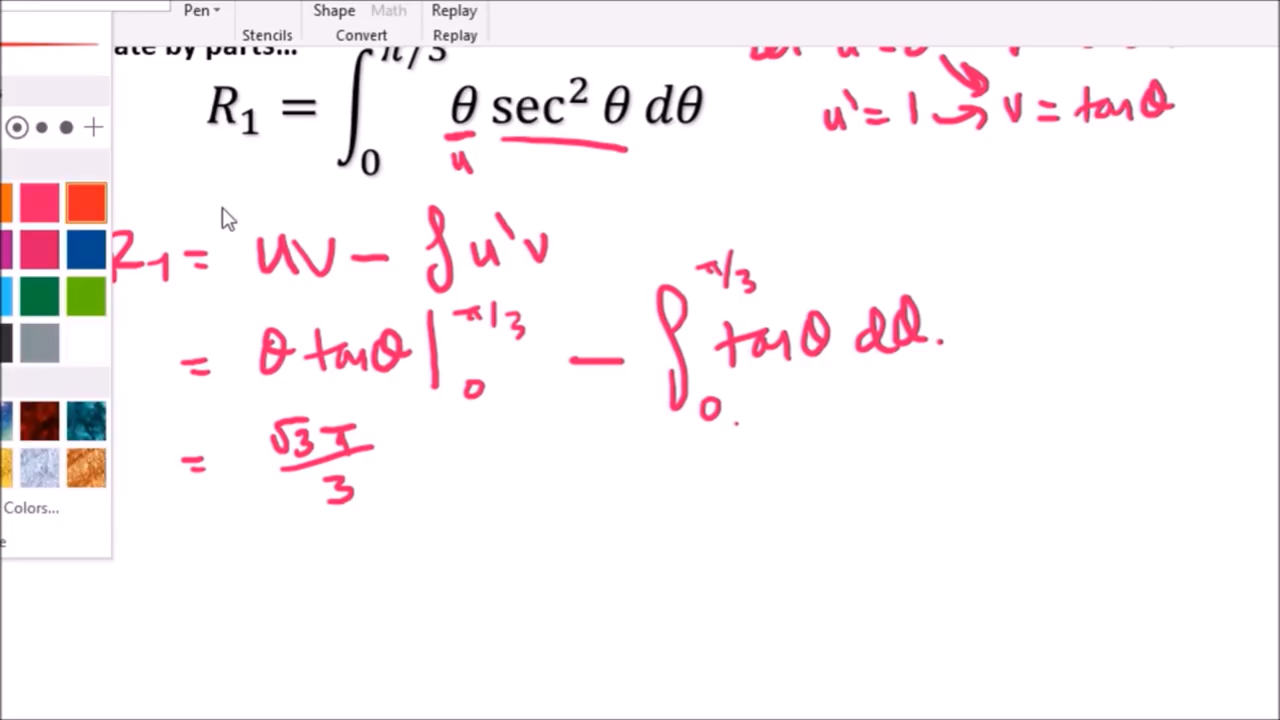 Pen Shape Math Replay
Stencils Convert Replay
ate by parts...
R₁ = ∫₀^{π/3} θ sec² θ dθ
u
u' = 1 → v = tanθ
R₁ = uv − ∫u'v
= θ tanθ |₀^{π/3} − ∫₀^{π/3} tanθ dθ.
= √3π/3
Colors...